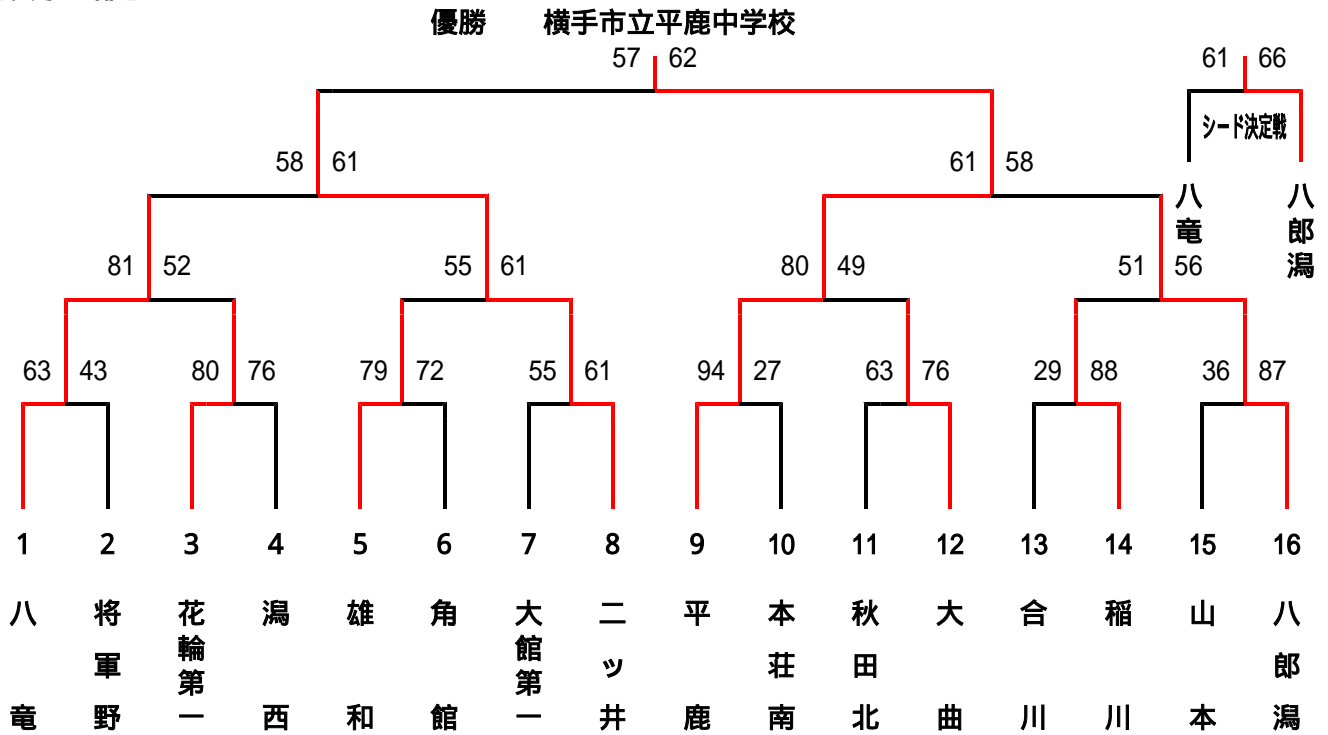 優勝　　横手市立平鹿中学校
57 62
61 66
シード決定戦
58 61
61 58
八竜
八郎潟
81 52
55 61
80 49
51 56
63 43
80 76
79 72
55 61
94 27
63 76
29 88
36 87
1 2 3 4 5 6 7 8 9 10 11 12 13 14 15 16
八竜
将軍野
花輪第一
潟西
雄和
角館
大館第一
二ッ井
平鹿
本荘南
秋田北
大曲
合川
稲川
山本
八郎潟